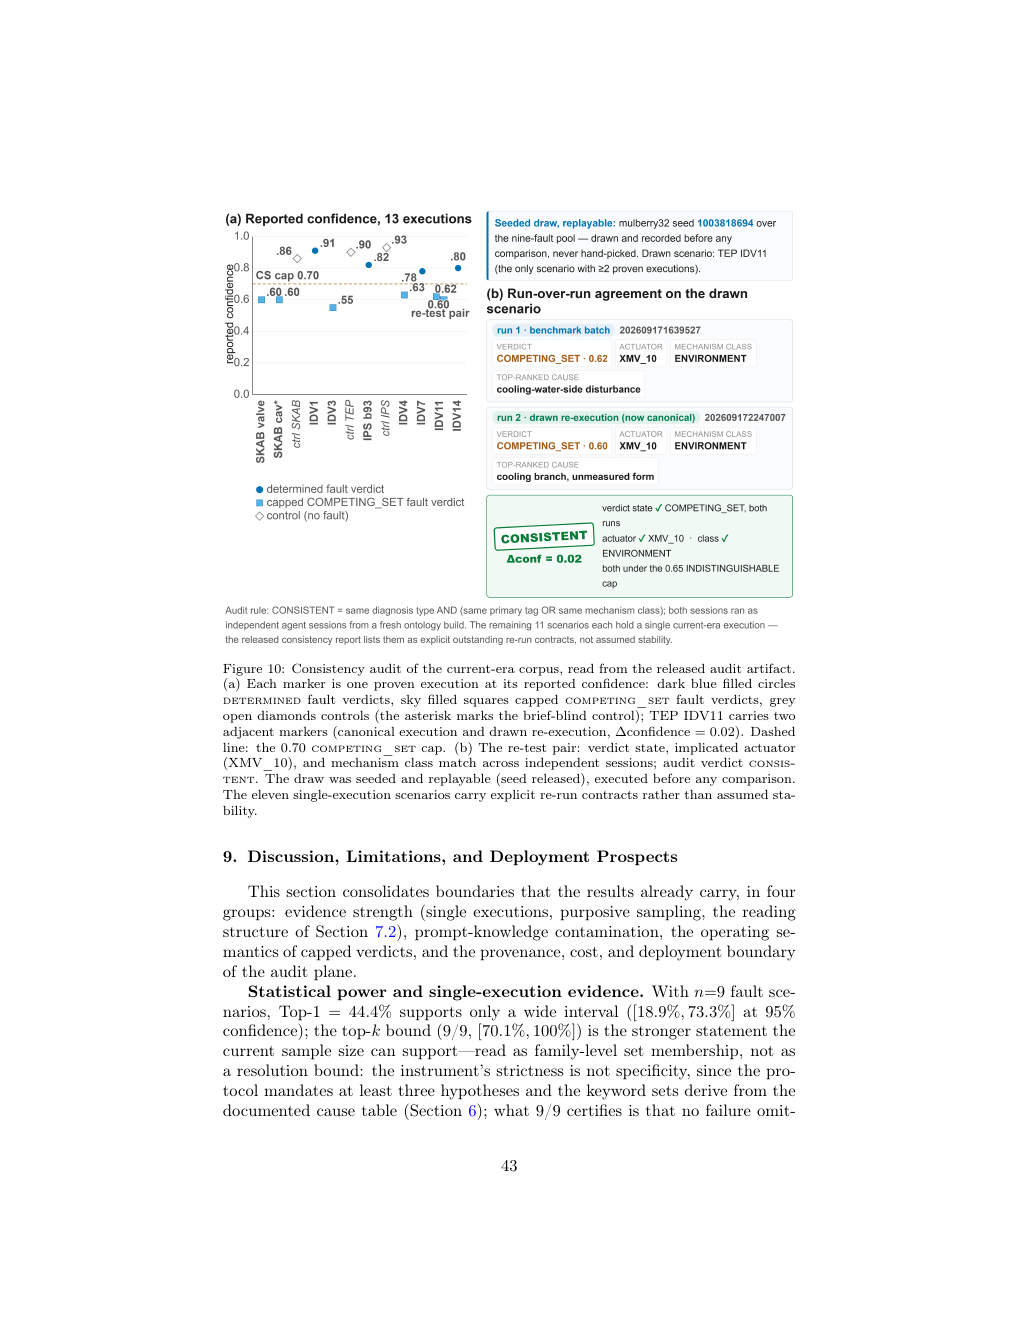 (a) Reported confidence, 13 executions
reported confidence
1.0
0.8
0.6
0.4
0.2
0.0
CS cap 0.70
.60
.60
.86
.91
.55
.90
.82
.93
.63
.78
0.62
0.60
re-test pair
.80
SKAB valve
SKAB cav*
ctrl SKAB
IDV1
IDV3
ctrl TEP
IPS b93
ctrl IPS
IDV4
IDV7
IDV11
IDV14
determined fault verdict
capped COMPETING_SET fault verdict
control (no fault)
Seeded draw, replayable: mulberry32 seed 1003818694 over
the nine-fault pool — drawn and recorded before any
comparison, never hand-picked. Drawn scenario: TEP IDV11
(the only scenario with ≥2 proven executions).
(b) Run-over-run agreement on the drawn
scenario
run 1 · benchmark batch 202609171639527
VERDICT
COMPETING_SET · 0.62
ACTUATOR
XMV_10
MECHANISM CLASS
ENVIRONMENT
TOP-RANKED CAUSE
cooling-water-side disturbance
run 2 · drawn re-execution (now canonical) 202609172247007
VERDICT
COMPETING_SET · 0.60
ACTUATOR
XMV_10
MECHANISM CLASS
ENVIRONMENT
TOP-RANKED CAUSE
cooling branch, unmeasured form
CONSISTENT
Δconf = 0.02
verdict state ✓ COMPETING_SET, both
runs
actuator ✓ XMV_10 · class ✓
ENVIRONMENT
both under the 0.65 INDISTINGUISHABLE
cap
Audit rule: CONSISTENT = same diagnosis type AND (same primary tag OR same mechanism class); both sessions ran as
independent agent sessions from a fresh ontology build. The remaining 11 scenarios each hold a single current-era execution —
the released consistency report lists them as explicit outstanding re-run contracts, not assumed stability.
Figure 10: Consistency audit of the current-era corpus, read from the released audit artifact.
(a) Each marker is one proven execution at its reported confidence: dark blue filled circles
DETERMINED fault verdicts, sky filled squares capped COMPETING_SET fault verdicts, grey
open diamonds controls (the asterisk marks the brief-blind control); TEP IDV11 carries two
adjacent markers (canonical execution and drawn re-execution, Δconfidence = 0.02). Dashed
line: the 0.70 COMPETING_SET cap. (b) The re-test pair: verdict state, implicated actuator
(XMV_10), and mechanism class match across independent sessions; audit verdict CONSIS-
TENT. The draw was seeded and replayable (seed released), executed before any comparison.
The eleven single-execution scenarios carry explicit re-run contracts rather than assumed sta-
bility.
9. Discussion, Limitations, and Deployment Prospects
This section consolidates boundaries that the results already carry, in four
groups: evidence strength (single executions, purposive sampling, the reading
structure of Section 7.2), prompt-knowledge contamination, the operating se-
mantics of capped verdicts, and the provenance, cost, and deployment boundary
of the audit plane.
Statistical power and single-execution evidence. With n=9 fault sce-
narios, Top-1 = 44.4% supports only a wide interval ([18.9%, 73.3%] at 95%
confidence); the top-k bound (9/9, [70.1%, 100%]) is the stronger statement the
current sample size can support—read as family-level set membership, not as
a resolution bound: the instrument's strictness is not specificity, since the pro-
tocol mandates at least three hypotheses and the keyword sets derive from the
documented cause table (Section 6); what 9/9 certifies is that no failure omit-
43